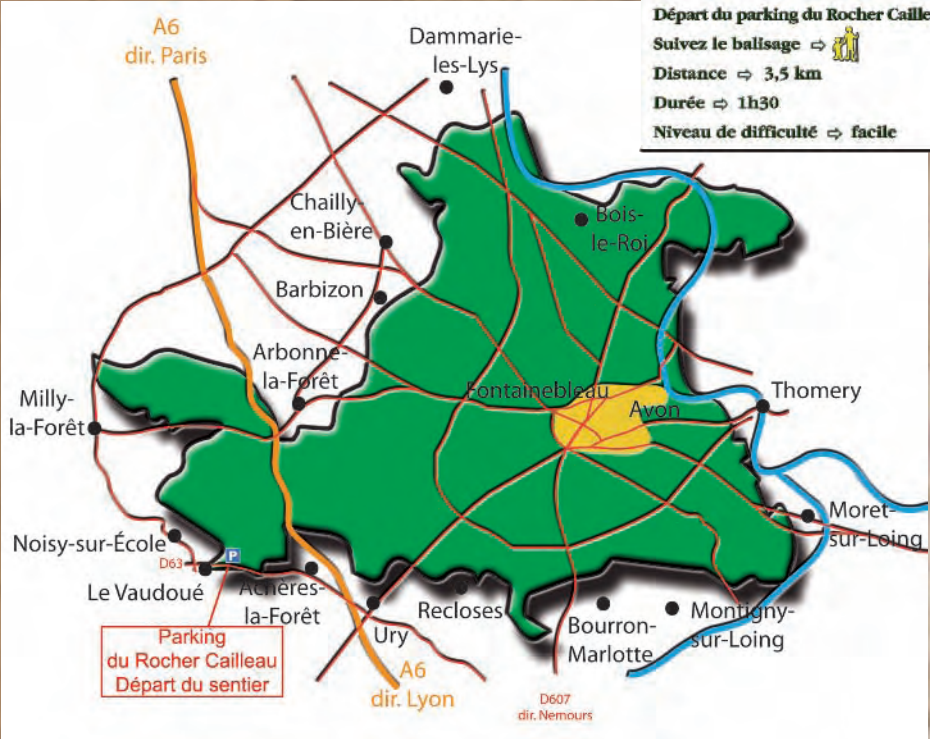 Départ du parking du Rocher Caille
Suivez le balisage ⇨
Distance ⇨ 3,5 km
Durée ⇨ 1h30
Niveau de difficulté ⇨ facile
A6
dir. Paris
Dammarie-
les-Lys
Chailly-
en-Bière
Bois-
le-Roi
Barbizon
Arbonne-
la-Forêt
Fontainebleau
Avon
Thomery
Milly
la-Forêt
Moret-
sur-Loing
Noisy-sur-École
D63
P
Le Vaudoué
Achères-
la-Forêt
Ury
Recloses
Bourron-
Marlotte
Montigny-
sur-Loing
Parking
du Rocher Cailleau
Départ du sentier
A6
dir. Lyon
D607
dir. Nemours